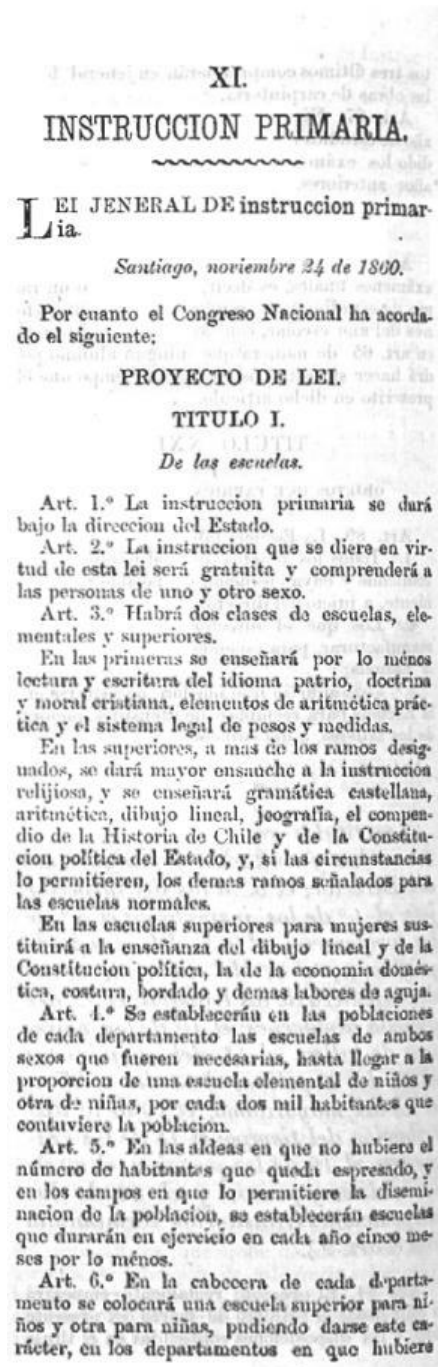 XI.
INSTRUCCION PRIMARIA.
LEI JENERAL DE instruccion primar-
ia.
Santiago, noviembre 24 de 1860.
Por cuanto el Congreso Nacional ha acorda-
do el siguiente:
PROYECTO DE LEI.
TITULO I.
De las escuelas.
Art. 1.º La instruccion primaria se dará
bajo la direccion del Estado.
Art. 2.º La instruccion que se diere en vir-
tud de esta lei será gratuita y comprenderá a
las personas de uno y otro sexo.
Art. 3.º Habrá dos clases de escuelas, ele-
mentales y superiores.
En las primeras se enseñará por lo ménos
lectura y escritura del idioma patrio, doctrina
y moral cristiana, elementos de aritmética prác-
tica y el sistema legal de pesos y medidas.
En las superiores, a mas de los ramos desig-
nados, se dará mayor ensanche a la instruccion
relijiosa, y se enseñará gramática castellana,
aritmética, dibujo lineal, jeografía, el compen-
dio de la Historia de Chile y de la Constitu-
cion política del Estado, y, si las circunstancias
lo permitieren, los demas ramos señalados para
las escuelas normales.
En las escuelas superiores para mujeres sus-
tituirá a la enseñanza del dibujo lineal y de la
Constitucion política, la de la economia domés-
tica, costura, bordado y demas labores de aguja.
Art. 4.º Se establecerán en las poblaciones
de cada departamento las escuelas de ambos
sexos que fueren necesarias, hasta llegar a la
proporcion de una escuela elemental de niños y
otra de niñas, por cada dos mil habitantes que
contuviere la poblacion.
Art. 5.º En las aldeas en que no hubiere el
número de habitantes que queda espresado, y
en los campos en que lo permitiere la disemi-
nacion de la poblacion, se establecerán escuelas
que durarán en ejercicio en cada año cinco me-
ses por lo ménos.
Art. 6.º En la cabecera de cada departa-
mento se colocará una escuela superior para ni-
ños y otra para niñas, pudiendo darse este ca-
rácter, en los departamentos en que hubiere